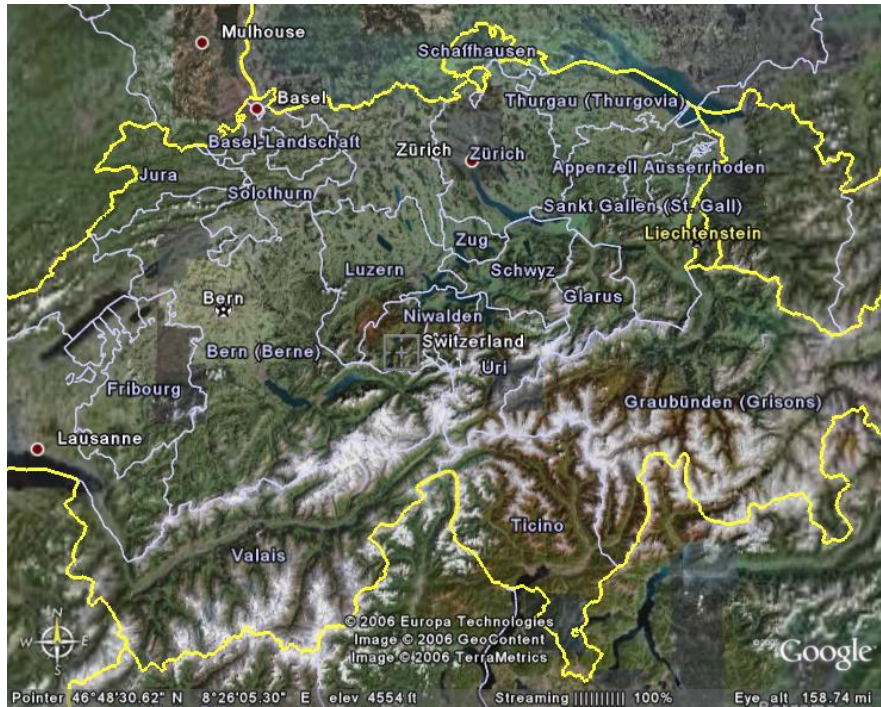 Mulhouse
Schaffhausen
Basel
Thurgau (Thurgovia)
Basel-Landschaft
Zürich Zürich
Jura
Appenzell Ausserrhoden
Solothurn
Sankt Gallen (St. Gall)
Liechtenstein
Zug
Luzern
Schwyz
Bern
Glarus
Niwalden
Switzerland
Bern (Berne)
Uri
Fribourg
Graubünden (Grisons)
Lausanne
Ticino
Valais
N
W E
S
© 2006 Europa Technologies
Image © 2006 GeoContent
Image © 2006 TerraMetrics
Google
Pointer 46°48'30.62" N 8°26'05.30" E elev 4554 ft Streaming |||||||||| 100% Eye alt 158.74 mi